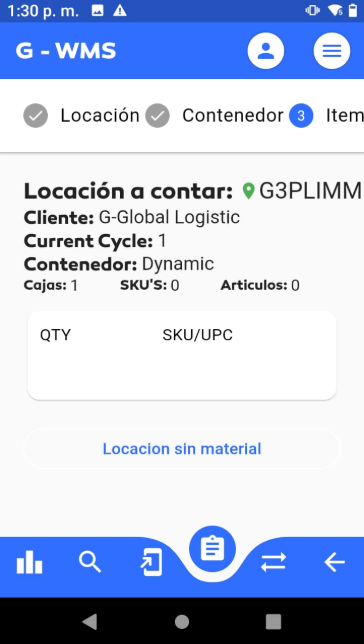 1:30 p. m.
G - WMS
Locación Contenedor 3 Item
Locación a contar: G3PLIMM
Cliente: G-Global Logistic
Current Cycle: 1
Contenedor: Dynamic
Cajas: 1 SKU'S: 0 Articulos: 0
QTY SKU/UPC
Locacion sin material